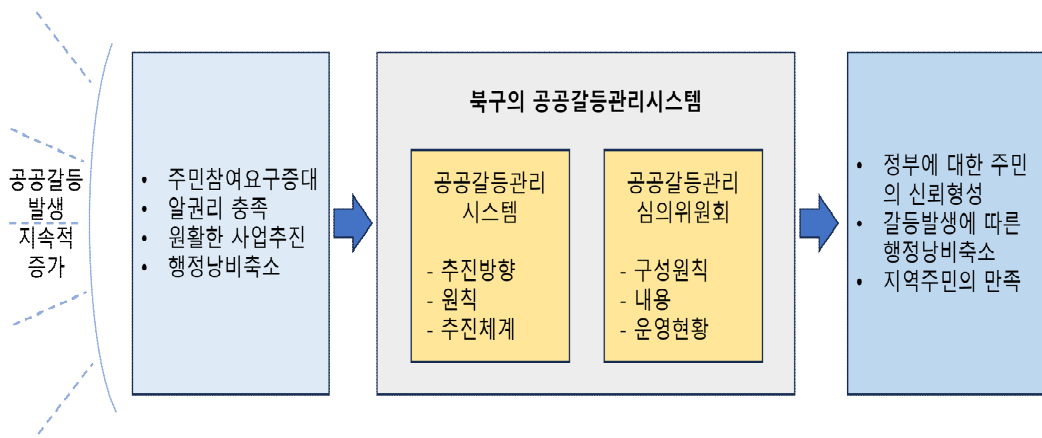 공공갈등
발생
지속적
증가
• 주민참여요구증대
• 알권리 충족
• 원활한 사업추진
• 행정낭비축소
북구의 공공갈등관리시스템
공공갈등관리
시스템
- 추진방향
- 원칙
- 추진체계
공공갈등관리
심의위원회
- 구성원칙
- 내용
- 운영현황
• 정부에 대한 주민
의 신뢰형성
• 갈등발생에 따른
행정낭비축소
• 지역주민의 만족